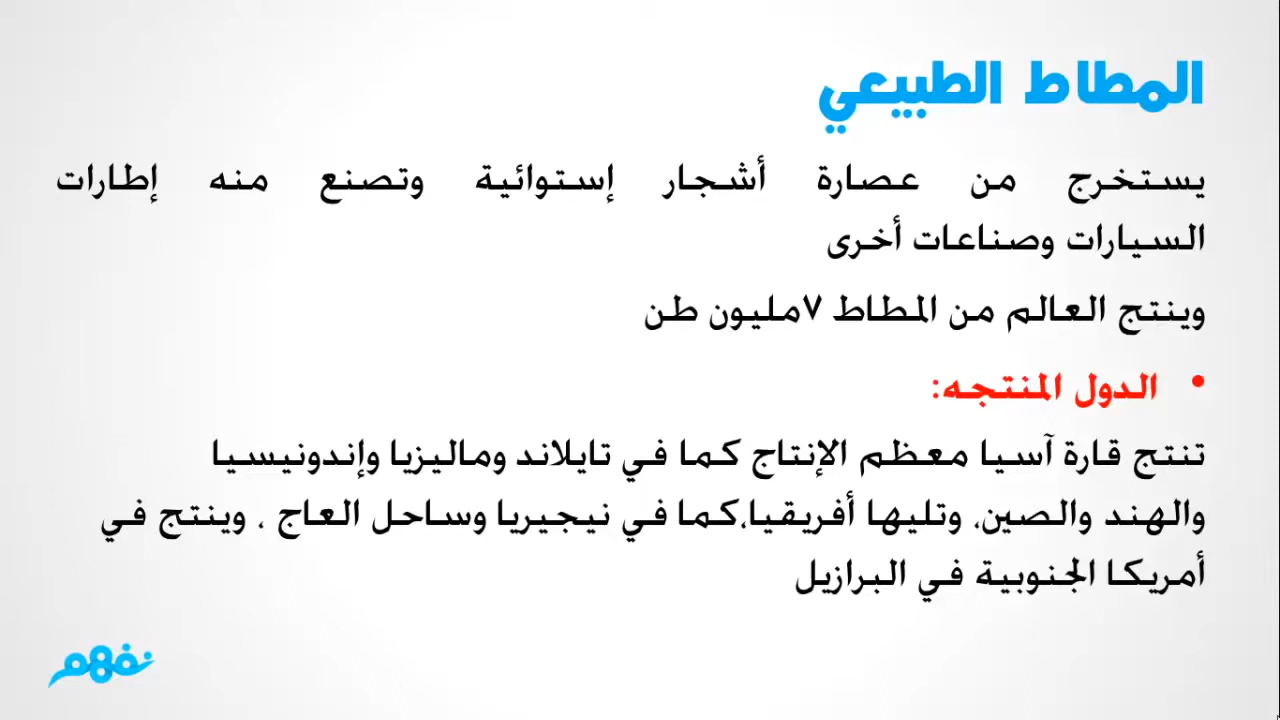 المطاط الطبيعي
يستخرج من عصارة أشجار إستوائية وتصنع منه إطارات
السيارات وصناعات أخرى
وينتج العالم من المطاط ٧مليون طن
• الدول المنتجه:
تنتج قارة آسيا معظم الإنتاج كما في تايلاند وماليزيا وإندونيسيا
والهند والصين، وتليها أفريقيا،كما في نيجيريا وساحل العاج ، وينتج في
أمريكا الجنوبية في البرازيل
نفهم